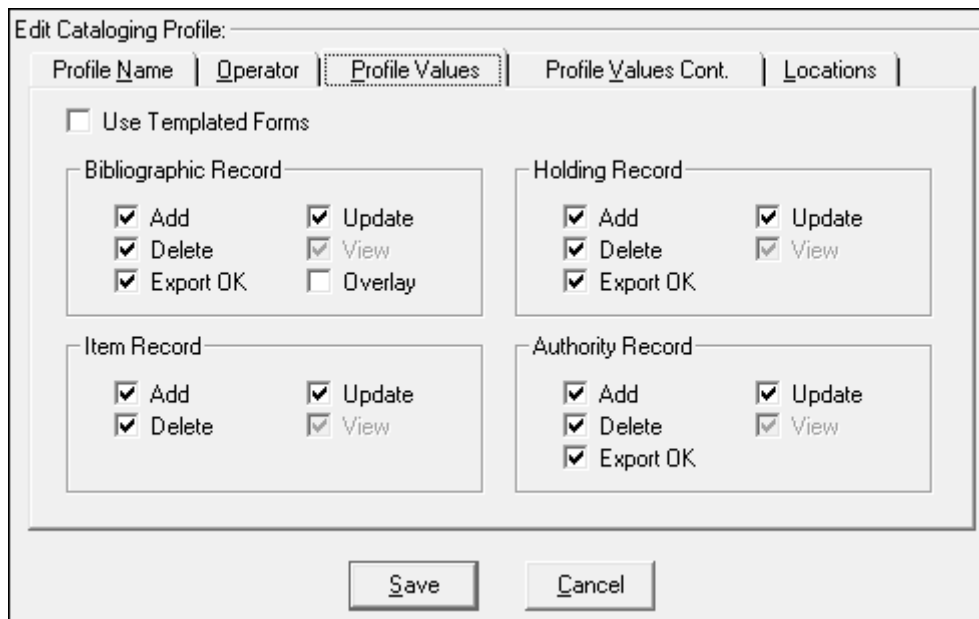 Edit Cataloging Profile:
Profile Name Operator Profile Values Profile Values Cont. Locations
Use Templated Forms
Bibliographic Record Holding Record
Add Update Add Update
Delete View Delete View
Export OK Overlay Export OK
Item Record Authority Record
Add Update Add Update
Delete View Delete View
Export OK
Save Cancel